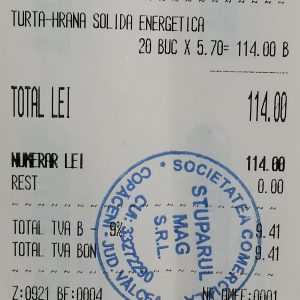 TURTA-HRANA SOLIDA ENERGETICA
20 BUC X 5.70= 114.00 B
TOTAL LEI 114.00
NUMERAR LEI 114.00
REST 0.00
TOTAL TVA B - 9% 9.41
TOTAL TVA BON 9.41
Z:0921 BF:0004
SOCIETATEA
STUPARUL
MAG
S.R.L.
COPACENI JUD VALCEA